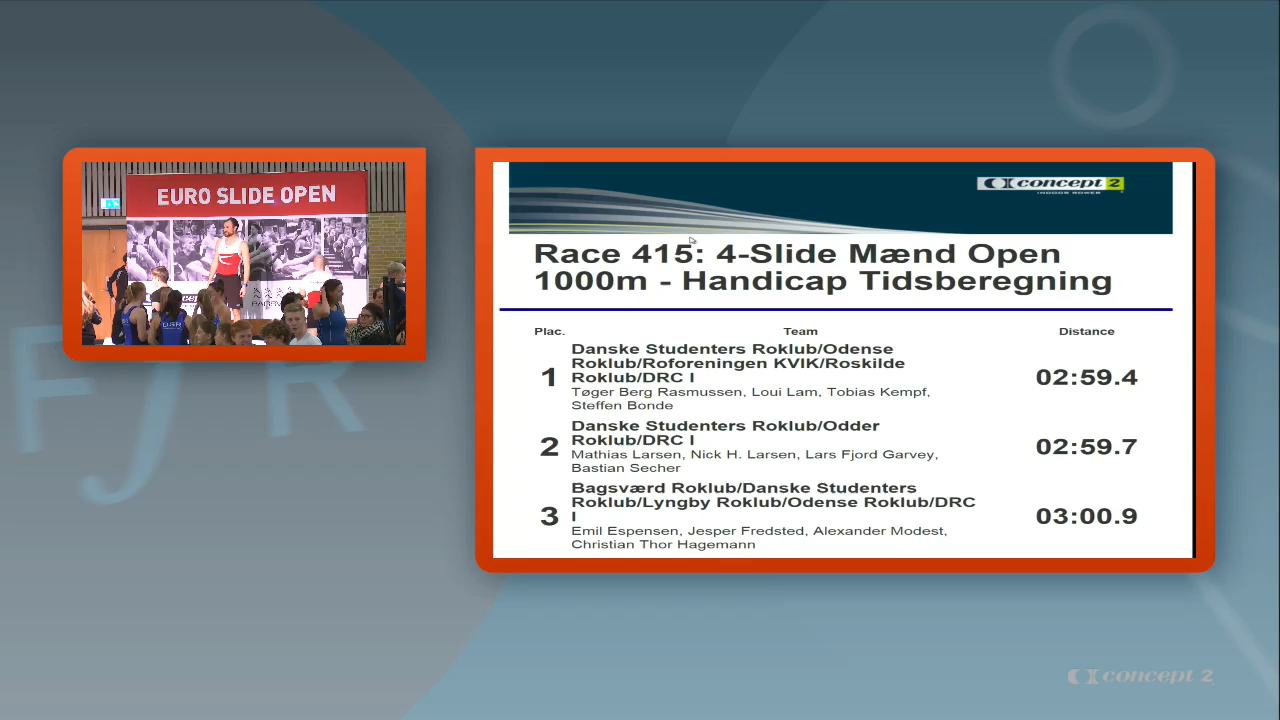 EURO SLIDE OPEN
concept 2
INDOOR ROWER
Race 415: 4-Slide Mænd Open
1000m - Handicap Tidsberegning
Plac. Team Distance
1 Danske Studenters Roklub/Odense
Roklub/Roforeningen KVIK/Roskilde
Roklub/DRC I
02:59.4
Tøger Berg Rasmussen, Loui Lam, Tobias Kempf,
Steffen Bonde
2 Danske Studenters Roklub/Odder
Roklub/DRC I
02:59.7
Mathias Larsen, Nick H. Larsen, Lars Fjord Garvey,
Bastian Secher
3 Bagsværd Roklub/Danske Studenters
Roklub/Lyngby Roklub/Odense Roklub/DRC
I
03:00.9
Emil Espensen, Jesper Fredsted, Alexander Modest,
Christian Thor Hagemann
FJR
concept 2